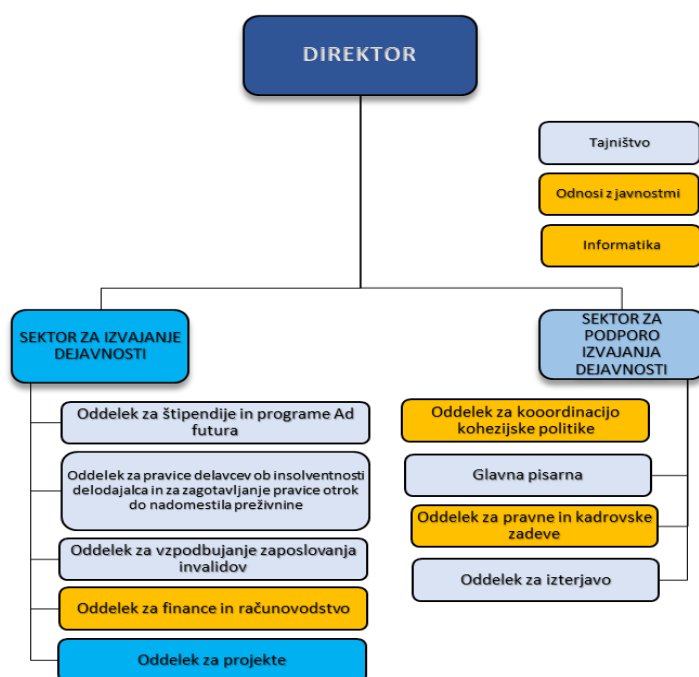 DIREKTOR
Tajništvo
Odnosi z javnostmi
Informatika
SEKTOR ZA IZVAJANJE
DEJAVNOSTI
SEKTOR ZA
PODPORO
IZVAJANJA
DEJAVNOSTI
Oddelek za štipendije in programe Ad
futura
Oddelek za pravice delavcev ob insolventnosti
delodajalca in za zagotavljanje pravice otrok
do nadomestila preživnine
Oddelek za vzpodbujanje zaposlovanja
invalidov
Oddelek za finance in računovodstvo
Oddelek za projekte
Oddelek za kooordinacijo
kohezijske politike
Glavna pisarna
Oddelek za pravne in kadrovske
zadeve
Oddelek za izterjavo